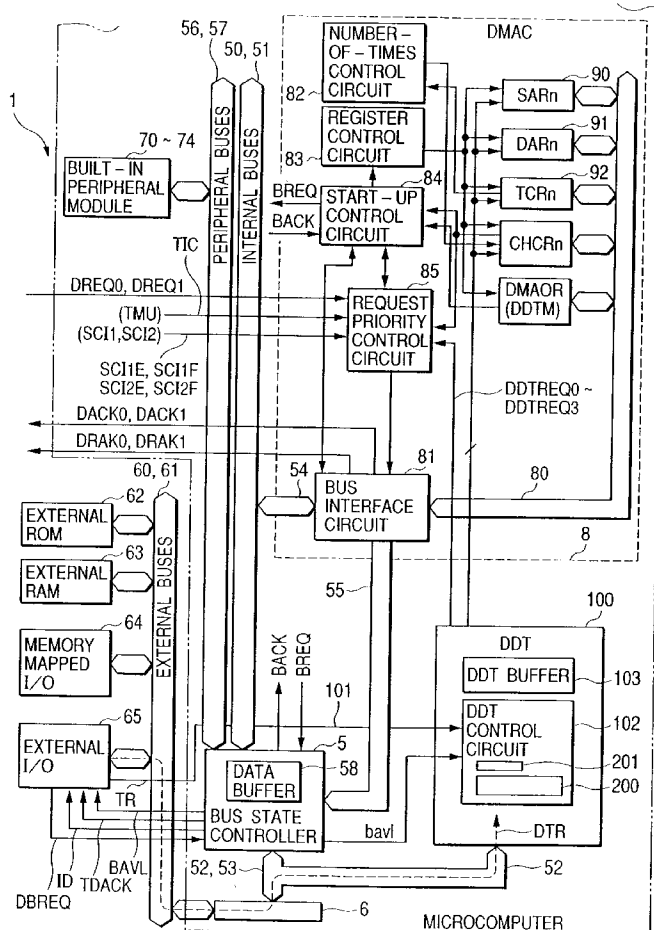 56, 57
50, 51
NUMBER-
OF-TIMES
CONTROL
CIRCUIT
DMAC
90
SARn
82
1
REGISTER
CONTROL
CIRCUIT
91
DARn
70 ~ 74
83
92
BUILT-IN
PERIPHERAL
MODULE
84
TCRn
BREQ
START-UP
CONTROL
CIRCUIT
BACK
CHCRn
TIC
PERIPHERAL BUSES
INTERNAL BUSES
85
DREQ0, DREQ1
REQUEST
PRIORITY
CONTROL
CIRCUIT
DMAOR
(DDTM)
(TMU)
(SCI1,SCI2)
SCI1E, SCI1F
SCI2E, SCI2F
DDTREQ0 ~
DDTREQ3
DACK0, DACK1
DRAK0, DRAK1
81
60, 61
54
80
62
BUS
INTERFACE
CIRCUIT
EXTERNAL
ROM
63
8
EXTERNAL
RAM
EXTERNAL BUSES
55
64
100
MEMORY
MAPPED
I/O
BACK
BREQ
DDT
DDT BUFFER
103
65
101
EXTERNAL
I/O
5
DDT
CONTROL
CIRCUIT
102
DATA
BUFFER
58
201
TR
200
BUS STATE
CONTROLLER
bavl
BAVL
DTR
ID
TDACK
52, 53
52
DBREQ
6
MICROCOMPUTER